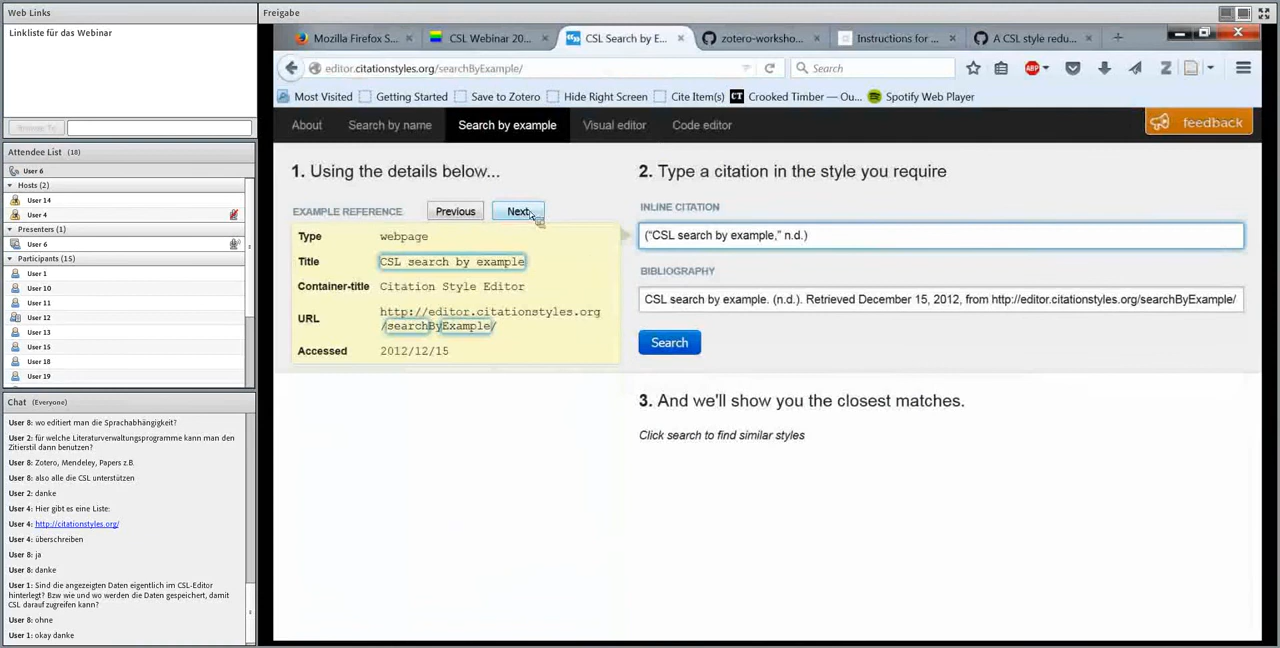 Web Links
Linkliste für das Webinar
Browse To
Attendee List (18)
User 6
Hosts (2)
User 14
User 4
Presenters (1)
User 6
Participants (15)
User 1
User 10
User 11
User 12
User 13
User 15
User 18
User 19
Chat (Everyone)
User 8: wo editiert man die Sprachabhängigkeit?
User 2: für welche Literaturverwaltungsprogramme kann man den
Zitierstil dann benutzen?
User 8: Zotero, Mendeley, Papers z.B.
User 8: also alle die CSL unterstützen
User 2: danke
User 4: Hier gibt es eine Liste:
User 4: http://citationstyles.org/
User 4: überschreiben
User 8: ja
User 8: danke
User 1: Sind die angezeigten Daten eigentlich im CSL-Editor
hinterlegt? Bzw wie und wo werden die Daten gespeichert, damit
CSL darauf zugreifen kann?
User 8: ohne
User 1: okay danke
Freigabe
Mozilla Firefox S...
CSL Webinar 20...
CSL Search by E...
zotero-worksho...
Instructions for ...
A CSL style redu...
editor.citationstyles.org/searchByExample/
Search
ABP
Z
Most Visited
Getting Started
Save to Zotero
Hide Right Screen
Cite Item(s)
CT
Crooked Timber — Ou...
Spotify Web Player
About
Search by name
Search by example
Visual editor
Code editor
feedback
1. Using the details below...
EXAMPLE REFERENCE
Previous
Next
Type webpage
Title CSL search by example
Container-title Citation Style Editor
URL http://editor.citationstyles.org
/searchByExample/
Accessed 2012/12/15
2. Type a citation in the style you require
INLINE CITATION
(“CSL search by example,” n.d.)
BIBLIOGRAPHY
CSL search by example. (n.d.). Retrieved December 15, 2012, from http://editor.citationstyles.org/searchByExample/
Search
3. And we'll show you the closest matches.
Click search to find similar styles